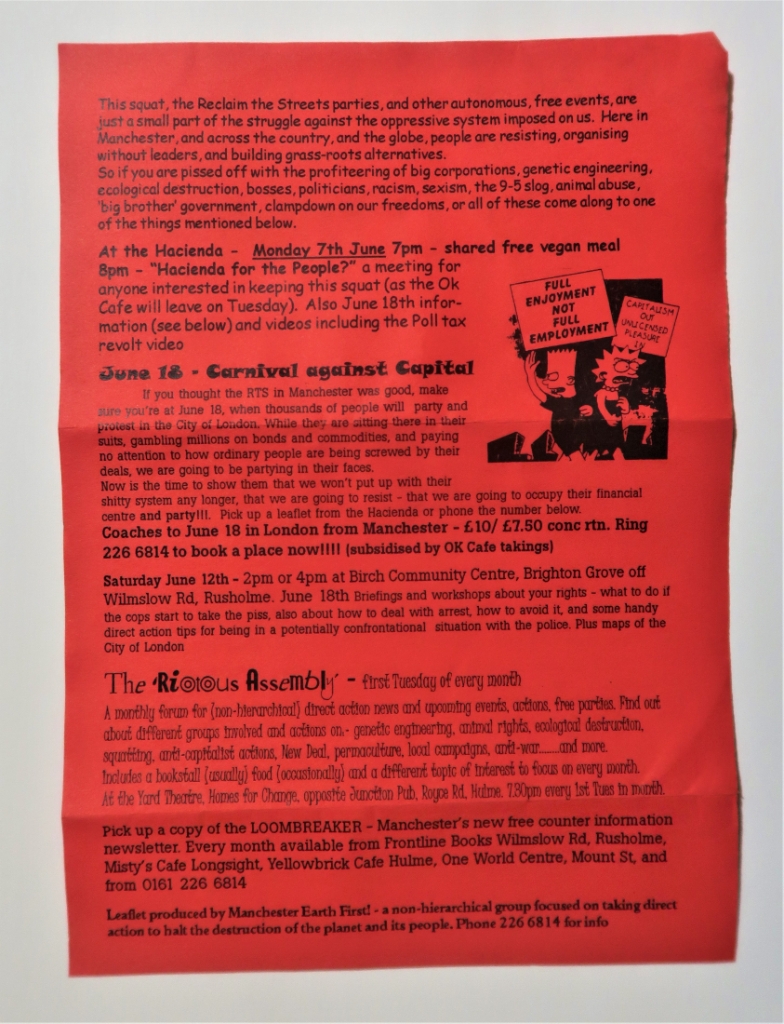 This squat, the Reclaim the Streets parties, and other autonomous, free events, are
just a small part of the struggle against the oppressive system imposed on us. Here in
Manchester, and across the country, and the globe, people are resisting, organising
without leaders, and building grass-roots alternatives.
So if you are pissed off with the profiteering of big corporations, genetic engineering,
ecological destruction, bosses, politicians, racism, sexism, the 9-5 slog, animal abuse,
'big brother' government, clampdown on our freedoms, or all of these come along to one
of the things mentioned below.
At the Hacienda - Monday 7th June 7pm - shared free vegan meal
8pm - "Hacienda for the People?" a meeting for
anyone interested in keeping this squat (as the Ok
Cafe will leave on Tuesday). Also June 18th infor-
mation (see below) and videos including the Poll tax
revolt video
FULL
ENJOYMENT
NOT
FULL
EMPLOYMENT
CAPITALISM
OUT
UNLICENSED
PLEASURE
IN
June 18 - Carnival against Capital
If you thought the RTS in Manchester was good, make
sure you're at June 18, when thousands of people will party and
protest in the City of London. While they are sitting there in their
suits, gambling millions on bonds and commodities, and paying
no attention to how ordinary people are being screwed by their
deals, we are going to be partying in their faces.
Now is the time to show them that we won't put up with their
shitty system any longer, that we are going to resist - that we are going to occupy their financial
centre and party!!!. Pick up a leaflet from the Hacienda or phone the number below.
Coaches to June 18 in London from Manchester - £10/ £7.50 conc rtn. Ring
226 6814 to book a place now!!!! (subsidised by OK Cafe takings)
Saturday June 12th - 2pm or 4pm at Birch Community Centre, Brighton Grove off
Wilmslow Rd, Rusholme. June 18th Briefings and workshops about your rights - what to do if
the cops start to take the piss, also about how to deal with arrest, how to avoid it, and some handy
direct action tips for being in a potentially confrontational situation with the police. Plus maps of the
City of London
The 'Riotous Assembly' - first Tuesday of every month
A monthly forum for (non-hierarchical) direct action news and upcoming events, actions, free parties. Find out
about different groups involved and actions on:- genetic engineering, animal rights, ecological destruction,
squatting, anti-capitalist actions, New Deal, permaculture, local campaigns, anti-war.......and more.
Includes a bookstall (usually) food (occasionally) and a different topic of interest to focus on every month.
At the Yard Theatre, Homes for Change, opposite Junction Pub, Royce Rd, Hulme. 7.30pm every 1st Tues in month.
Pick up a copy of the LOOMBREAKER - Manchester's new free counter information
newsletter. Every month available from Frontline Books Wilmslow Rd, Rusholme,
Misty's Cafe Longsight, Yellowbrick Cafe Hulme, One World Centre, Mount St, and
from 0161 226 6814
Leaflet produced by Manchester Earth First! - a non-hierarchical group focused on taking direct
action to halt the destruction of the planet and its people. Phone 226 6814 for info